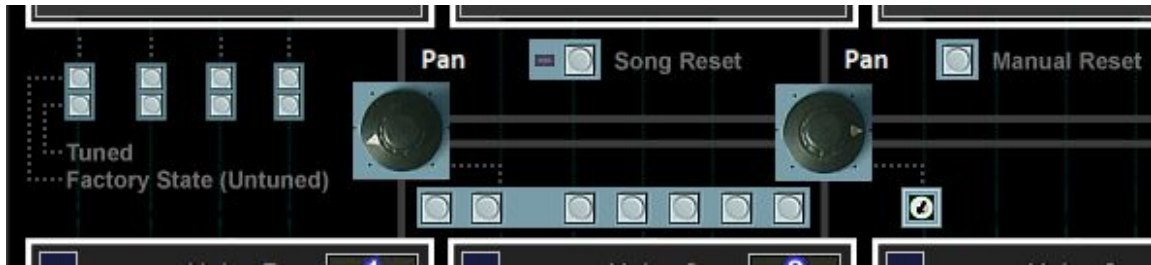 Pan
Song Reset
Pan
Manual Reset
Tuned
Factory State (Untuned)